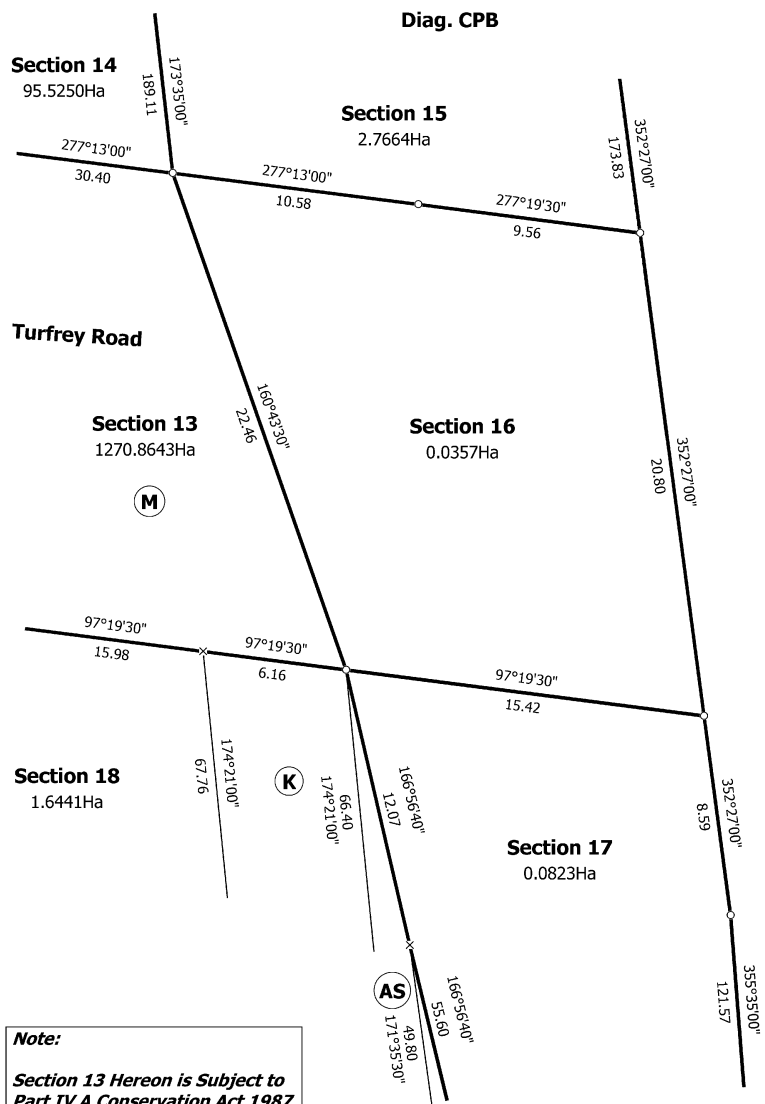 Diag. CPB
Section 14
95.5250Ha
173°35'00"
189.11
Section 15
2.7664Ha
352°27'00"
173.83
277°13'00"
30.40
277°13'00"
10.58
277°19'30"
9.56
Turfrey Road
Section 13
1270.8643Ha
M
160°43'30"
22.46
Section 16
0.0357Ha
352°27'00"
20.80
97°19'30"
15.98
97°19'30"
6.16
97°19'30"
15.42
Section 18
1.6441Ha
174°21'00"
67.76
K
66.40
174°21'00"
166°56'40"
12.07
352°27'00"
8.59
Section 17
0.0823Ha
AS
166°56'40"
55.60
49.80
171°35'30"
355°35'00"
121.57
Note:
Section 13 Hereon is Subject to
Part IV A Conservation Act 1987